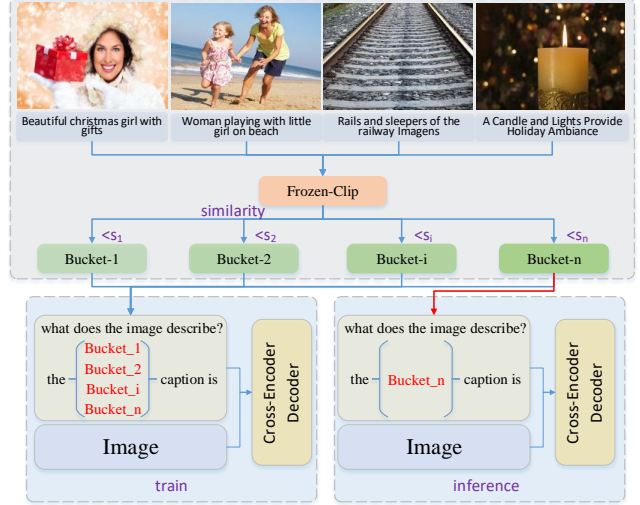 Beautiful christmas girl with
gifts
Woman playing with little
girl on beach
Rails and sleepers of the
railway Imagens
A Candle and Lights Provide
Holiday Ambiance
Frozen-Clip
similarity
<s1
<s2
<si
<sn
Bucket-1
Bucket-2
Bucket-i
Bucket-n
what does the image describe?
the
Bucket_1
Bucket_2
Bucket_i
Bucket_n
caption is
Image
Cross-Encoder
Decoder
train
what does the image describe?
the
Bucket_n
caption is
Image
Cross-Encoder
Decoder
inference